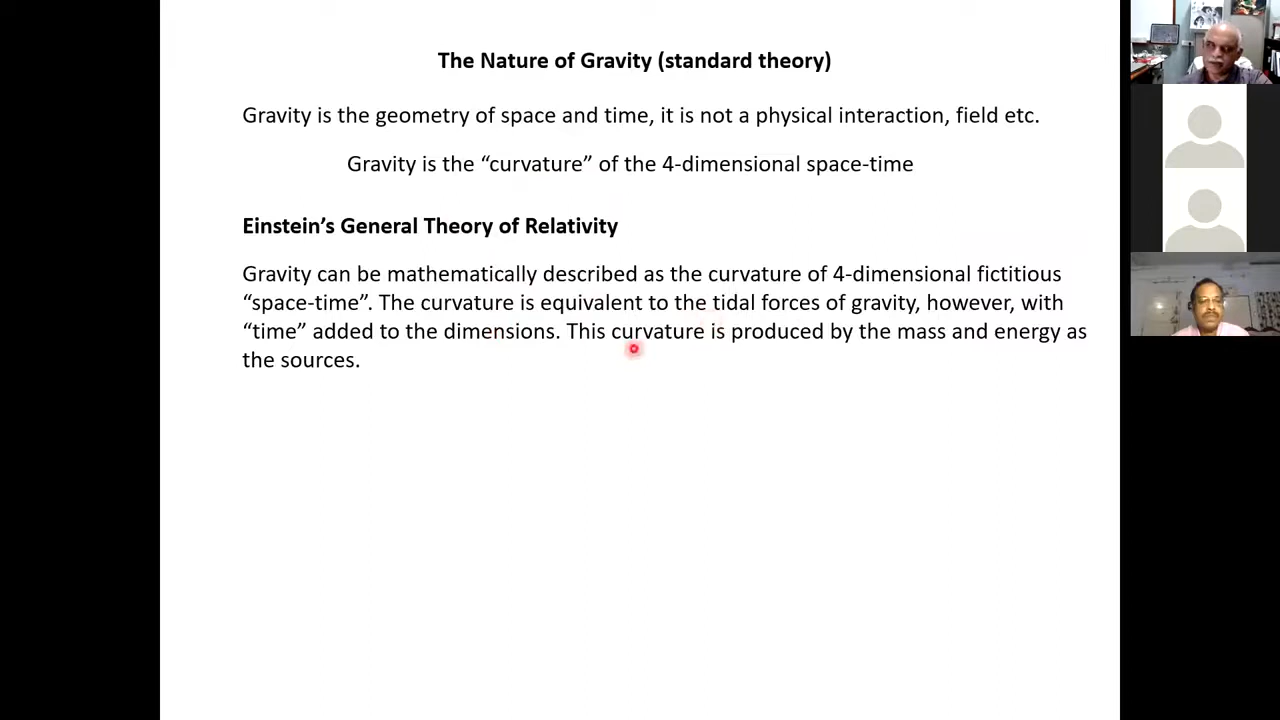 The Nature of Gravity (standard theory)
Gravity is the geometry of space and time, it is not a physical interaction, field etc.
Gravity is the “curvature” of the 4-dimensional space-time
Einstein’s General Theory of Relativity
Gravity can be mathematically described as the curvature of 4-dimensional fictitious
“space-time”. The curvature is equivalent to the tidal forces of gravity, however, with
“time” added to the dimensions. This curvature is produced by the mass and energy as
the sources.